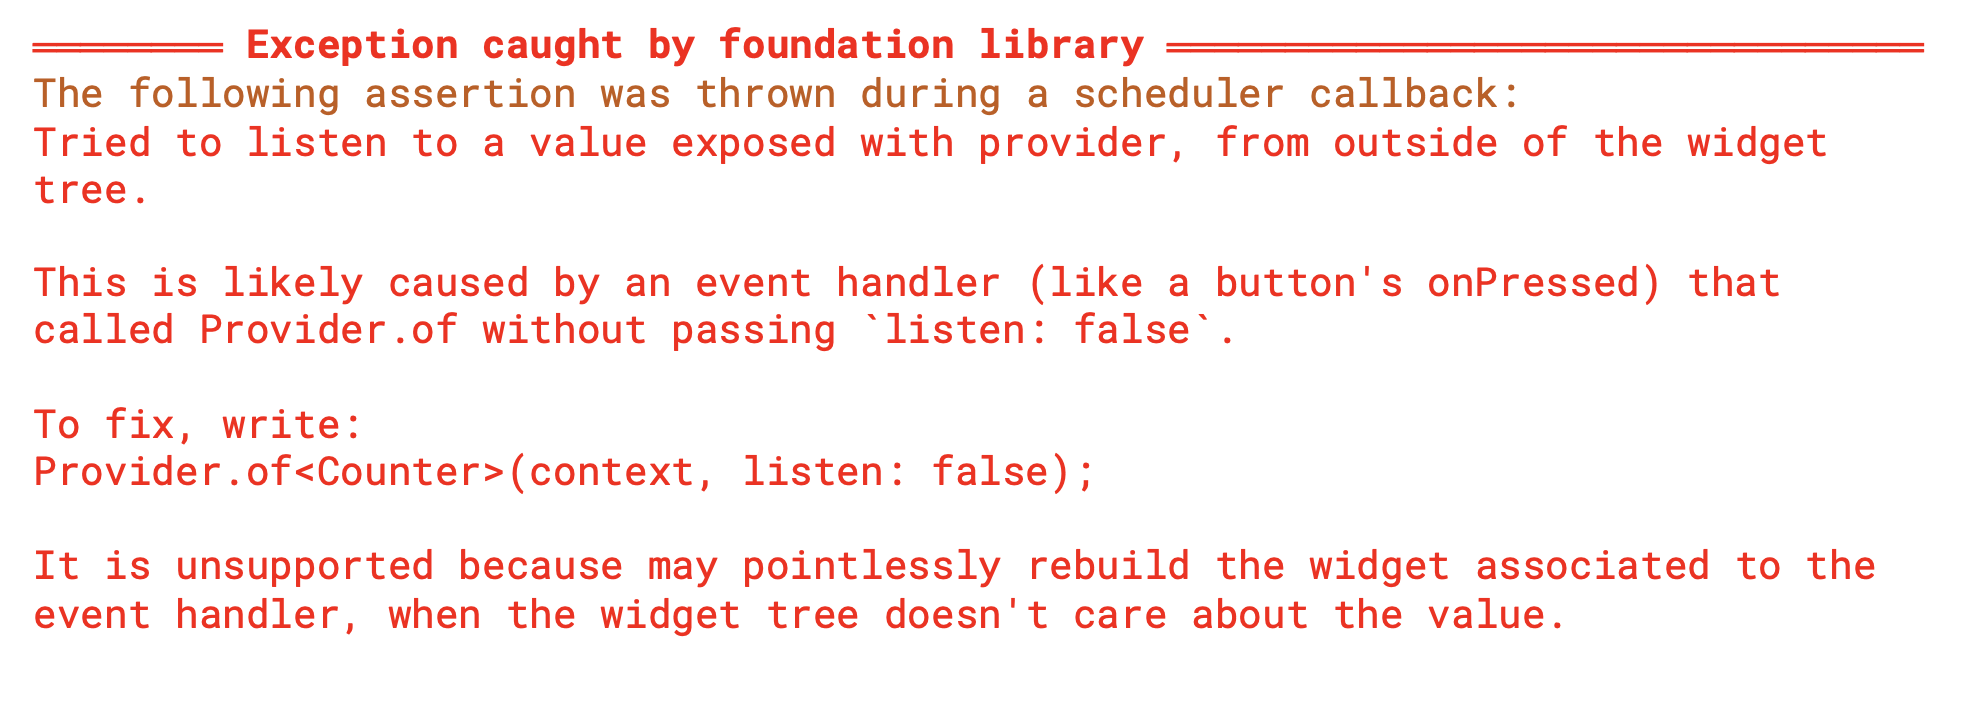 ════════ Exception caught by foundation library ════════════════════════════════
The following assertion was thrown during a scheduler callback:
Tried to listen to a value exposed with provider, from outside of the widget
tree.

This is likely caused by an event handler (like a button's onPressed) that
called Provider.of without passing `listen: false`.

To fix, write:
Provider.of<Counter>(context, listen: false);

It is unsupported because may pointlessly rebuild the widget associated to the
event handler, when the widget tree doesn't care about the value.